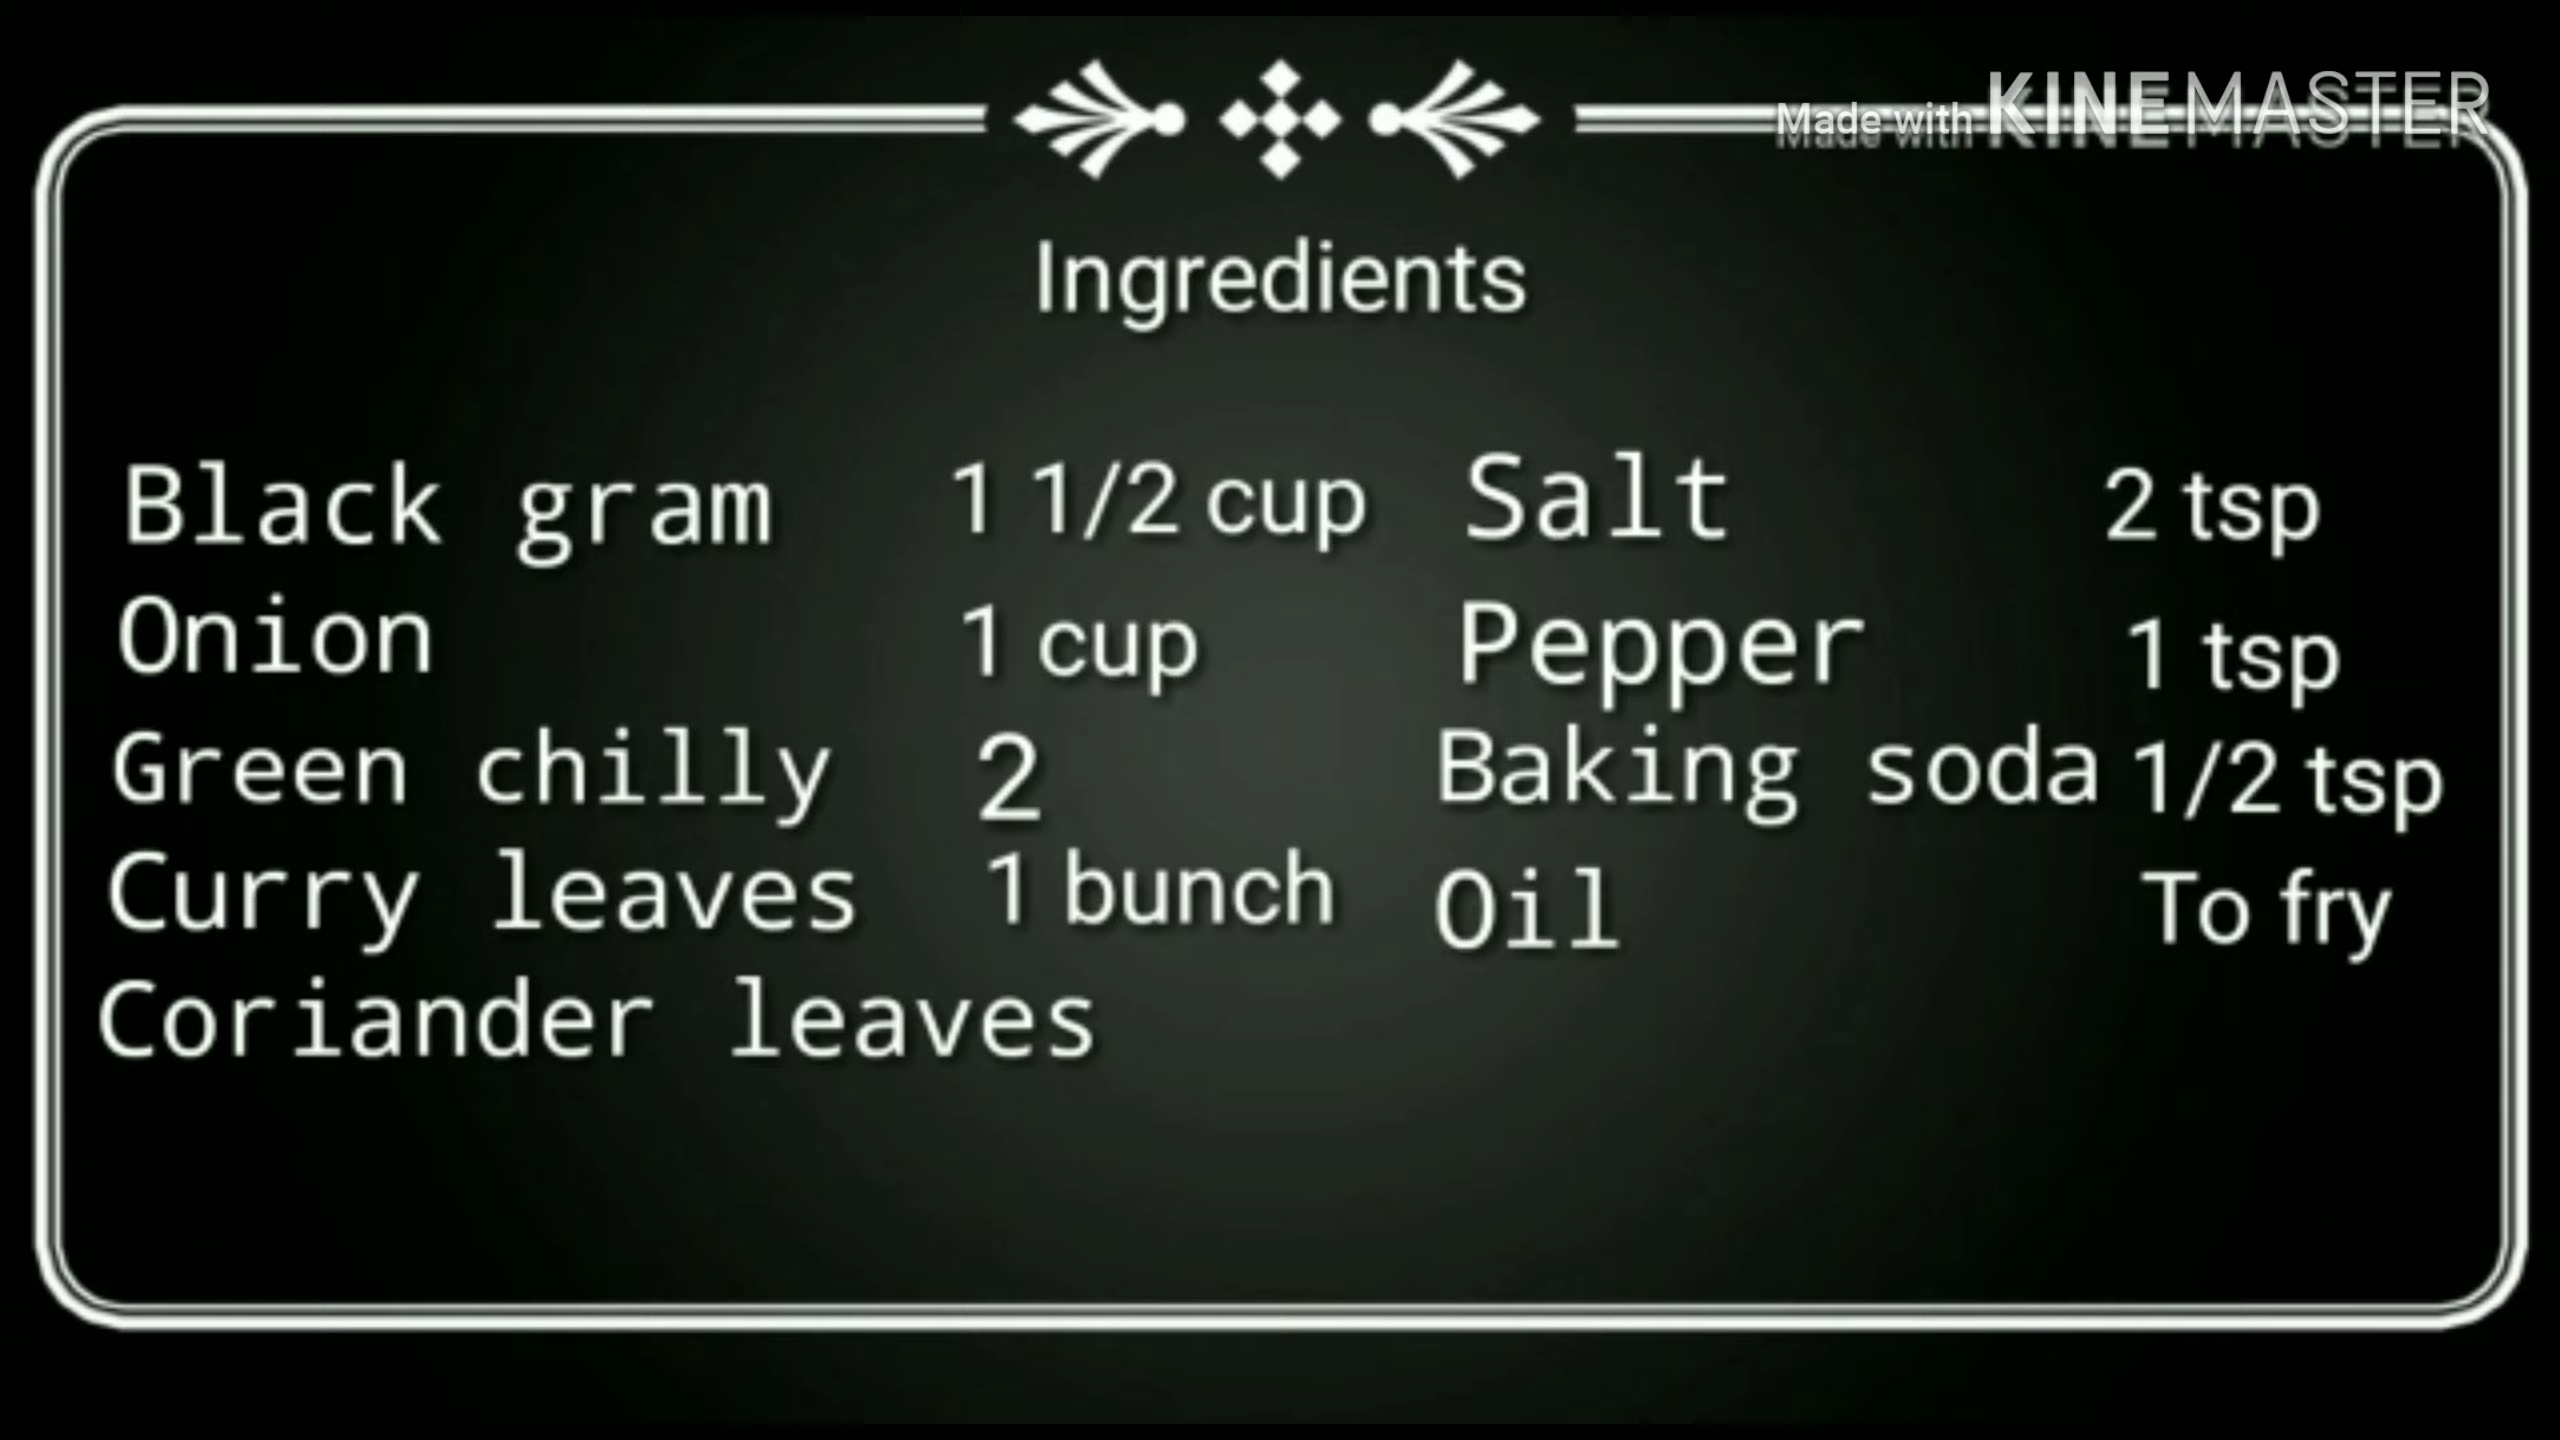 Made with KINEMASTER
Ingredients
Black gram 1 1/2 cup
Onion 1 cup
Green chilly 2
Curry leaves 1 bunch
Coriander leaves
Salt 2 tsp
Pepper 1 tsp
Baking soda 1/2 tsp
Oil To fry